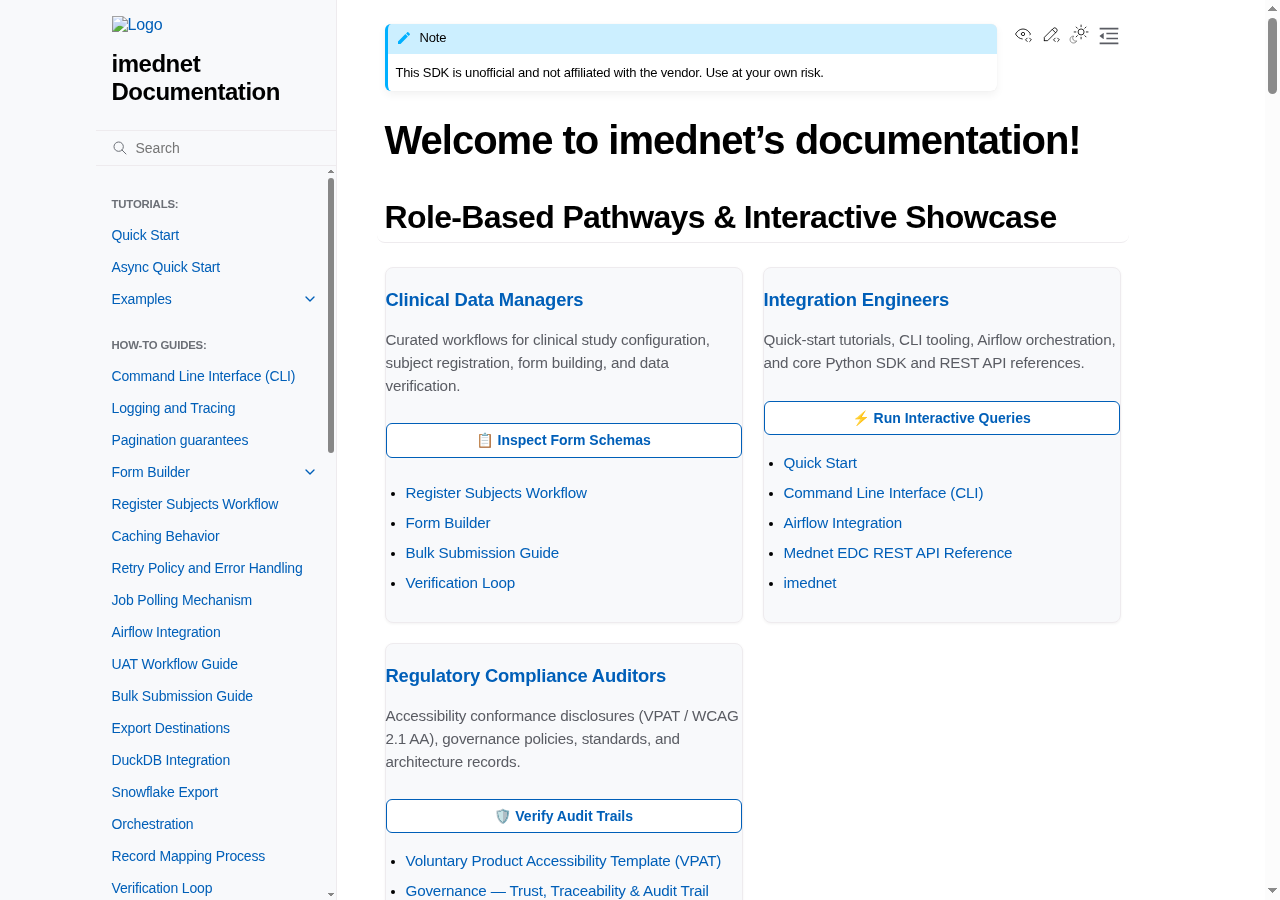 Logo
imednet
Documentation
Search
TUTORIALS:
Quick Start
Async Quick Start
Examples
HOW-TO GUIDES:
Command Line Interface (CLI)
Logging and Tracing
Pagination guarantees
Form Builder
Register Subjects Workflow
Caching Behavior
Retry Policy and Error Handling
Job Polling Mechanism
Airflow Integration
UAT Workflow Guide
Bulk Submission Guide
Export Destinations
DuckDB Integration
Snowflake Export
Orchestration
Record Mapping Process
Verification Loop
Note
This SDK is unofficial and not affiliated with the vendor. Use at your own risk.
Welcome to imednet’s documentation!
Role-Based Pathways & Interactive Showcase
Clinical Data Managers
Curated workflows for clinical study configuration,
subject registration, form building, and data
verification.
📋 Inspect Form Schemas
• Register Subjects Workflow
• Form Builder
• Bulk Submission Guide
• Verification Loop
Integration Engineers
Quick-start tutorials, CLI tooling, Airflow orchestration,
and core Python SDK and REST API references.
⚡ Run Interactive Queries
• Quick Start
• Command Line Interface (CLI)
• Airflow Integration
• Mednet EDC REST API Reference
• imednet
Regulatory Compliance Auditors
Accessibility conformance disclosures (VPAT / WCAG
2.1 AA), governance policies, standards, and
architecture records.
🛡️ Verify Audit Trails
• Voluntary Product Accessibility Template (VPAT)
• Governance — Trust, Traceability & Audit Trail